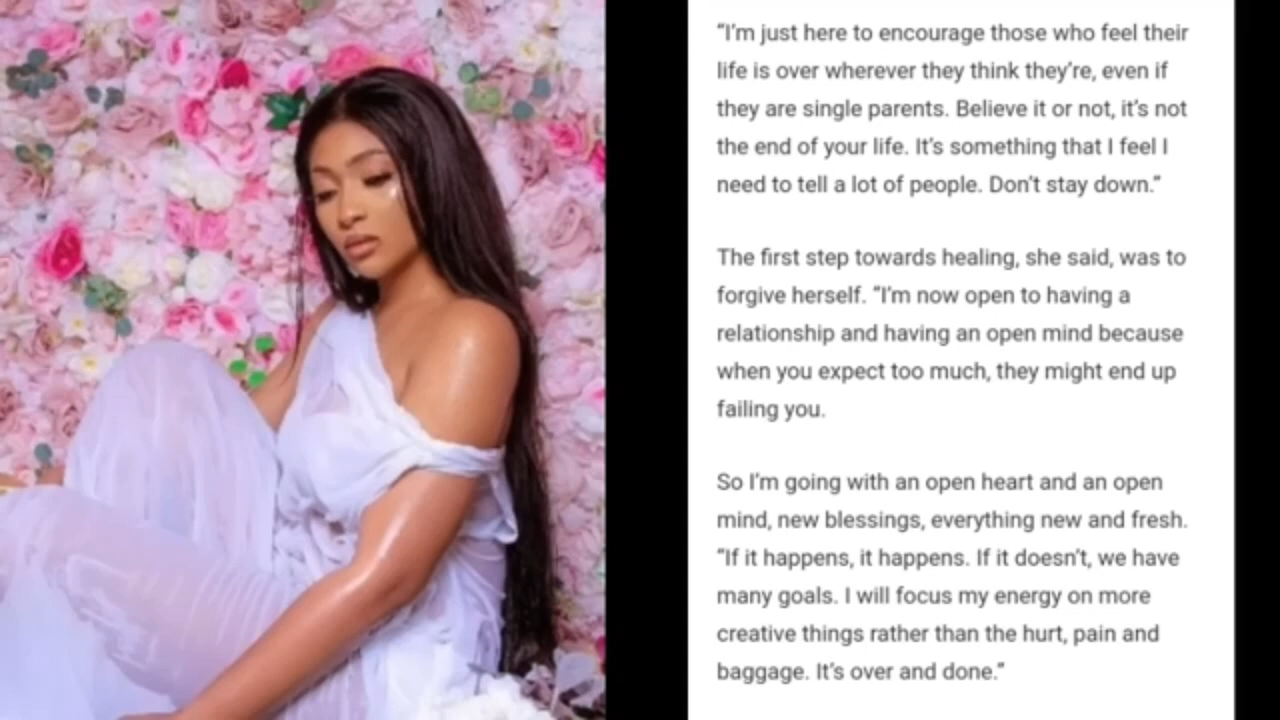 “I’m just here to encourage those who feel their
life is over wherever they think they’re, even if
they are single parents. Believe it or not, it’s not
the end of your life. It’s something that I feel I
need to tell a lot of people. Don’t stay down.”
The first step towards healing, she said, was to
forgive herself. “I’m now open to having a
relationship and having an open mind because
when you expect too much, they might end up
failing you.
So I’m going with an open heart and an open
mind, new blessings, everything new and fresh.
“If it happens, it happens. If it doesn’t, we have
many goals. I will focus my energy on more
creative things rather than the hurt, pain and
baggage. It’s over and done.”